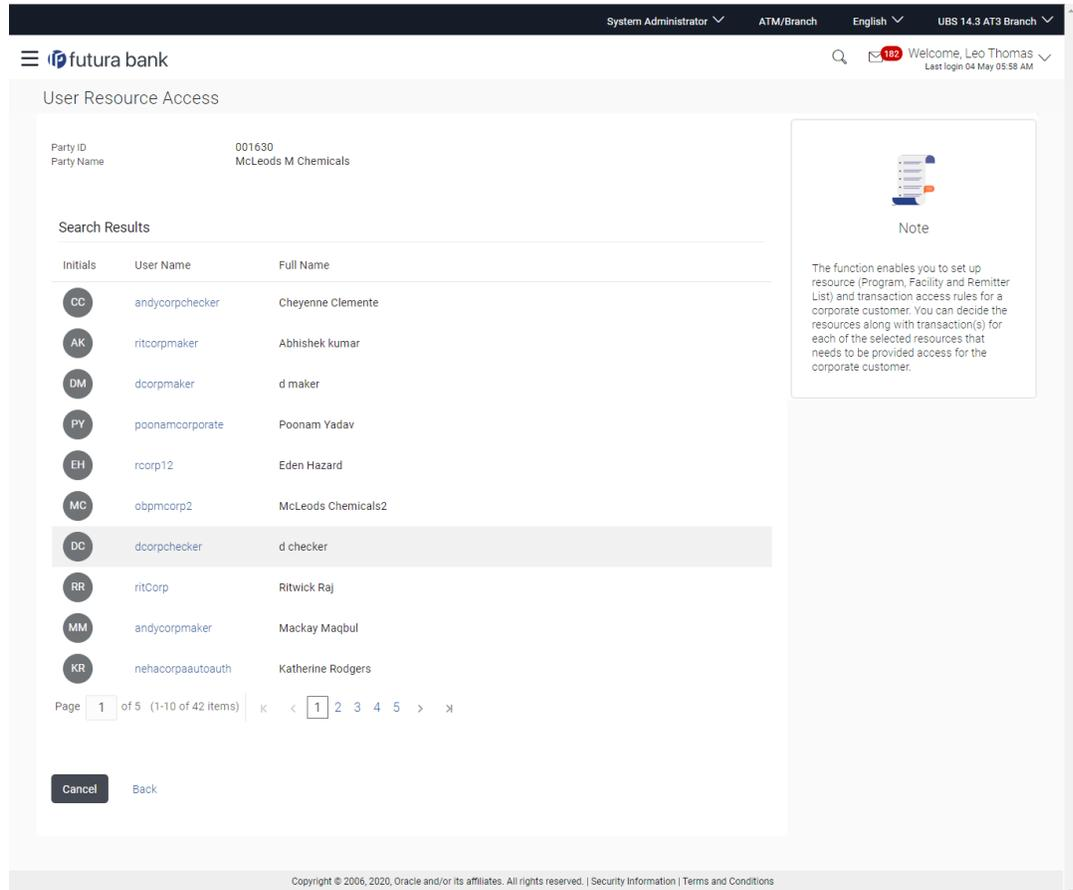 System Administrator ATM/Branch English UBS 14.3 AT3 Branch
futura bank 182 Welcome, Leo Thomas
Last login 04 May 05:58 AM
User Resource Access
Party ID 001630
Party Name McLeods M Chemicals
Search Results
Initials User Name Full Name
CC andycorpchecker Cheyenne Clemente
AK ritcorpmaker Abhishek kumar
DM dcorpmaker d maker
PY poonamcorporate Poonam Yadav
EH rcorp12 Eden Hazard
MC obpmcorp2 McLeods Chemicals2
DC dcorpchecker d checker
RR ritCorp Ritwick Raj
MM andycorpmaker Mackay Maqbul
KR nehacorpaautoauth Katherine Rodgers
Page 1 of 5 (1-10 of 42 items) 1 2 3 4 5
Cancel Back
Note
The function enables you to set up
resource (Program, Facility and Remitter
List) and transaction access rules for a
corporate customer. You can decide the
resources along with transaction(s) for
each of the selected resources that
needs to be provided access for the
corporate customer.
Copyright © 2006, 2020, Oracle and/or its affiliates. All rights reserved. | Security Information | Terms and Conditions